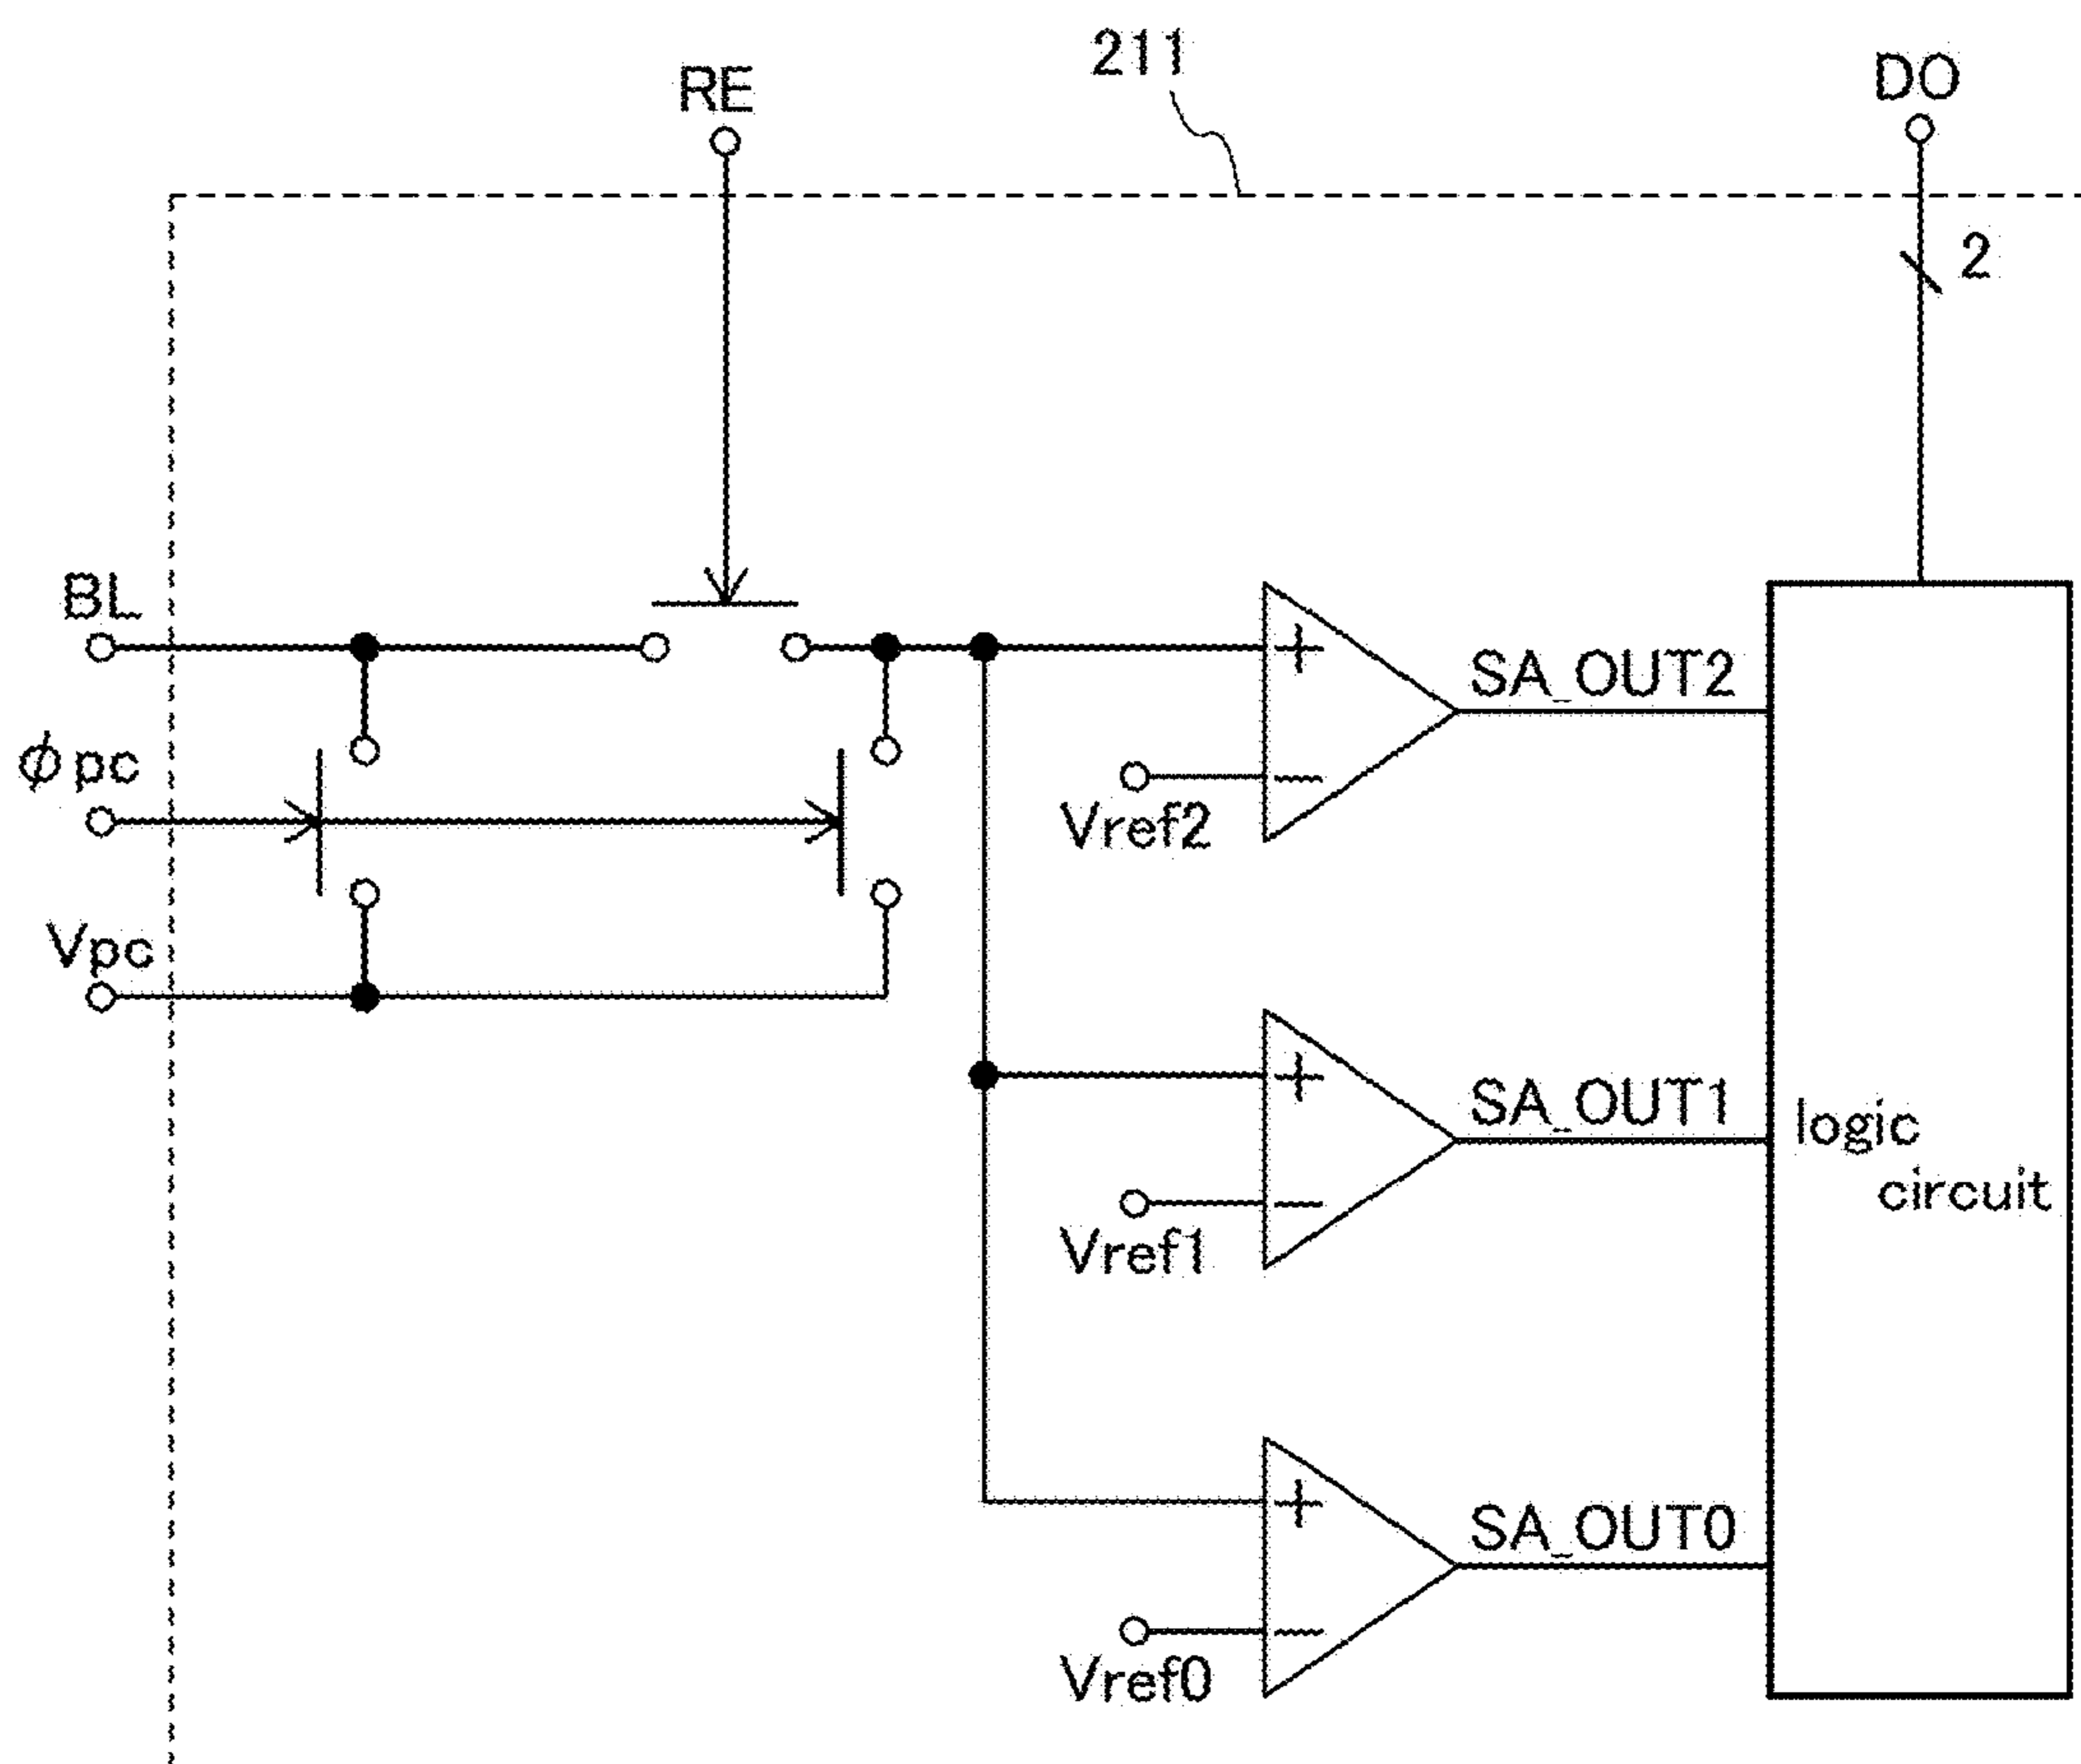 211
RE
DO
2
BL
SA_OUT2
ϕpc
Vref2
Vpc
SA_OUT1
logic
circuit
Vref1
SA_OUT0
Vref0
+
−
+
−
+
−